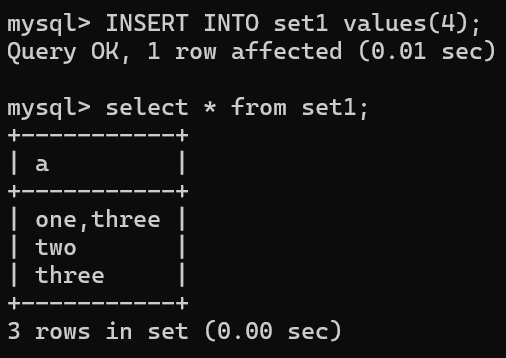 mysql> INSERT INTO set1 values(4);
Query OK, 1 row affected (0.01 sec)
mysql> select * from set1;
+-----------+
| a         |
+-----------+
| one,three |
| two       |
| three     |
+-----------+
3 rows in set (0.00 sec)